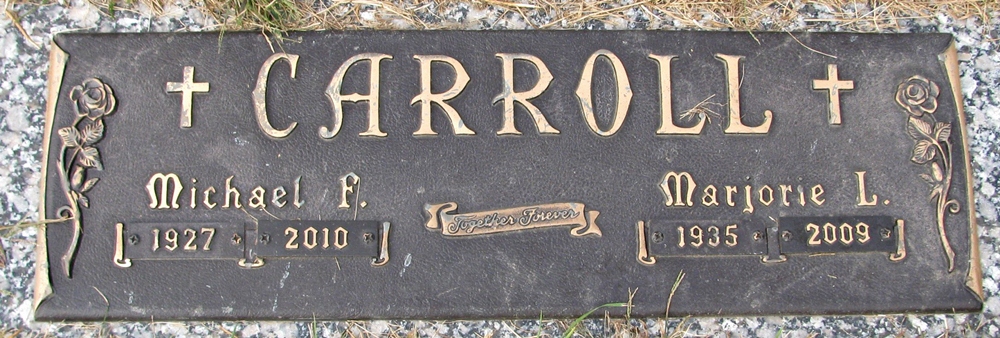 CARROLL
Michael F.
1927 2010
Together Forever
Marjorie L.
1935 2009